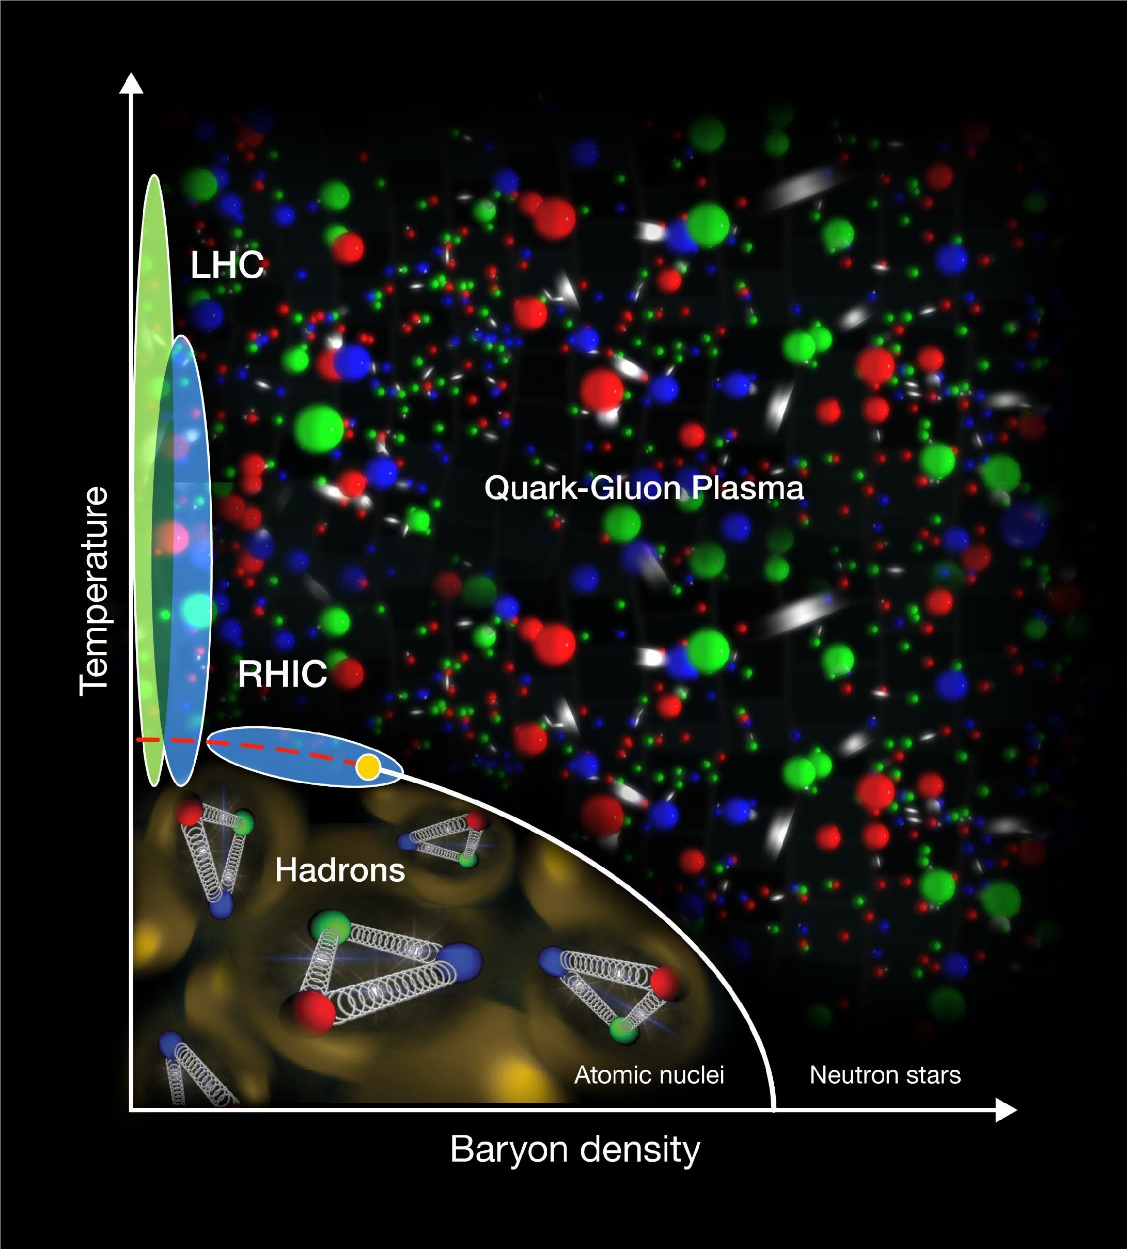 LHC
Quark-Gluon Plasma
Temperature
RHIC
Hadrons
Atomic nuclei
Neutron stars
Baryon density